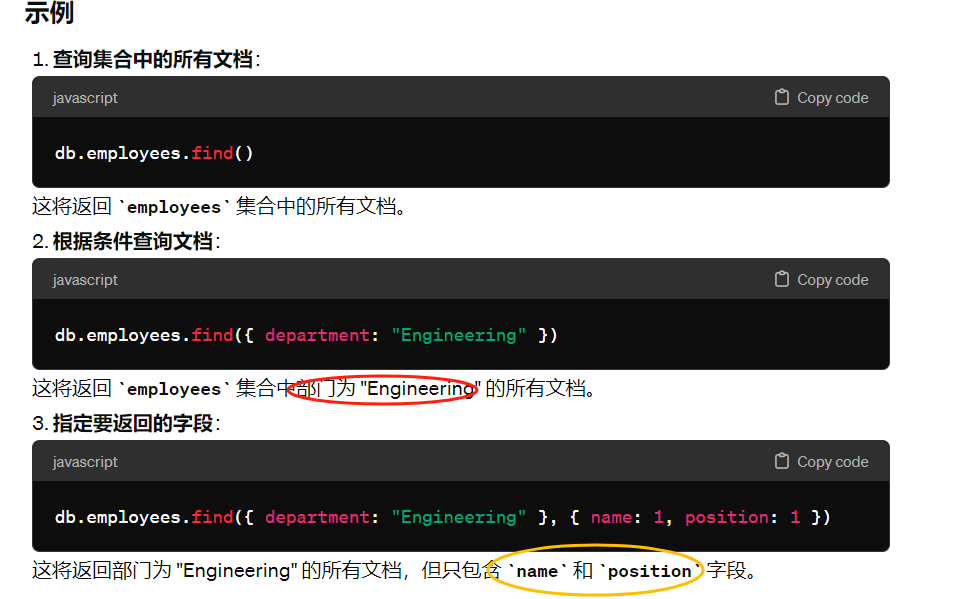 示例
1. 查询集合中的所有文档:
javascript Copy code
db.employees.find()
这将返回 `employees` 集合中的所有文档。
2. 根据条件查询文档:
javascript Copy code
db.employees.find({ department: "Engineering" })
这将返回 `employees` 集合中部门为 "Engineering" 的所有文档。
3. 指定要返回的字段:
javascript Copy code
db.employees.find({ department: "Engineering" }, { name: 1, position: 1 })
这将返回部门为 "Engineering" 的所有文档，但只包含 `name` 和 `position` 字段。